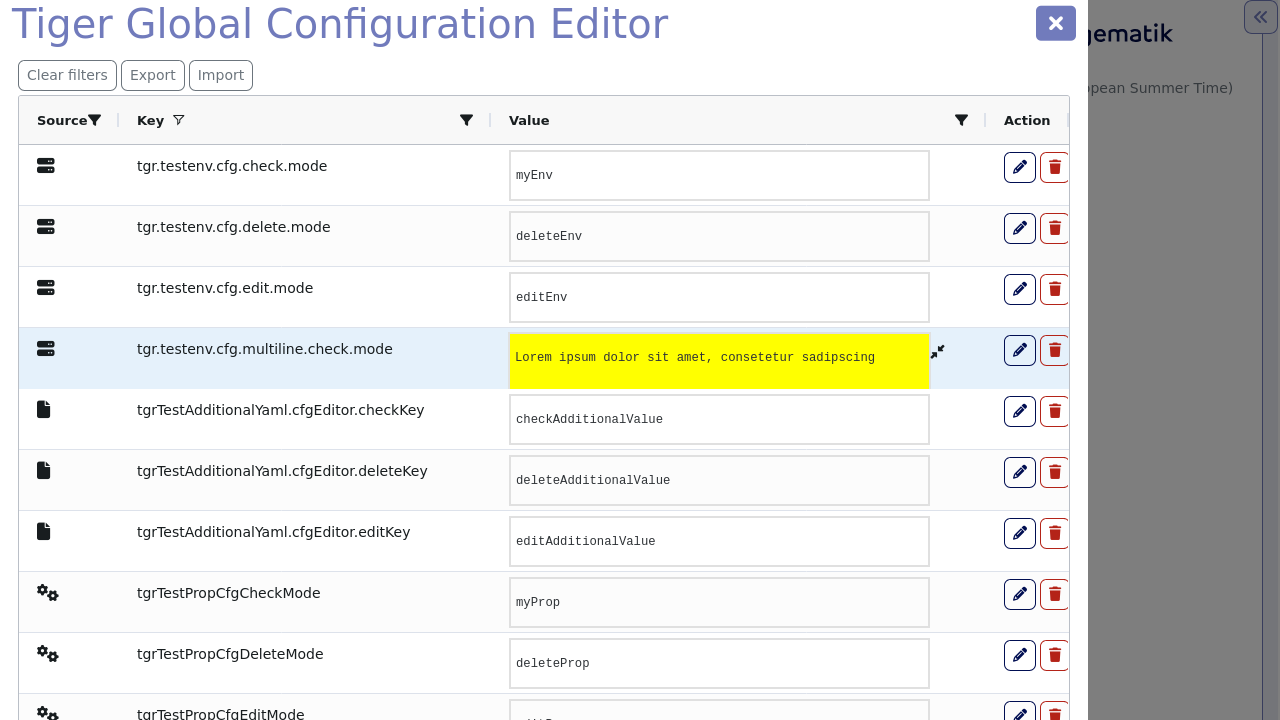 Tiger Global Configuration Editor
gematik
Clear filters Export Import
opean Summer Time)
Source Key Value Action
tgr.testenv.cfg.check.mode myEnv
tgr.testenv.cfg.delete.mode deleteEnv
tgr.testenv.cfg.edit.mode editEnv
tgr.testenv.cfg.multiline.check.mode Lorem ipsum dolor sit amet, consetetur sadipscing
tgrTestAdditionalYaml.cfgEditor.checkKey checkAdditionalValue
tgrTestAdditionalYaml.cfgEditor.deleteKey deleteAdditionalValue
tgrTestAdditionalYaml.cfgEditor.editKey editAdditionalValue
tgrTestPropCfgCheckMode myProp
tgrTestPropCfgDeleteMode deleteProp
tgrTestPropCfgEditMode